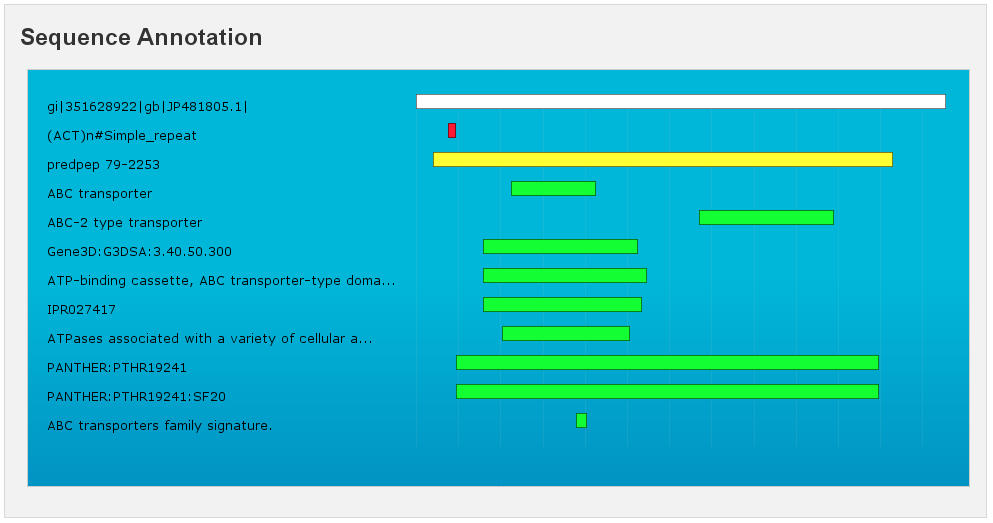 Sequence Annotation
gi|351628922|gb|JP481805.1|
(ACT)n#Simple_repeat
predpep 79-2253
ABC transporter
ABC-2 type transporter
Gene3D:G3DSA:3.40.50.300
ATP-binding cassette, ABC transporter-type doma...
IPR027417
ATPases associated with a variety of cellular a...
PANTHER:PTHR19241
PANTHER:PTHR19241:SF20
ABC transporters family signature.